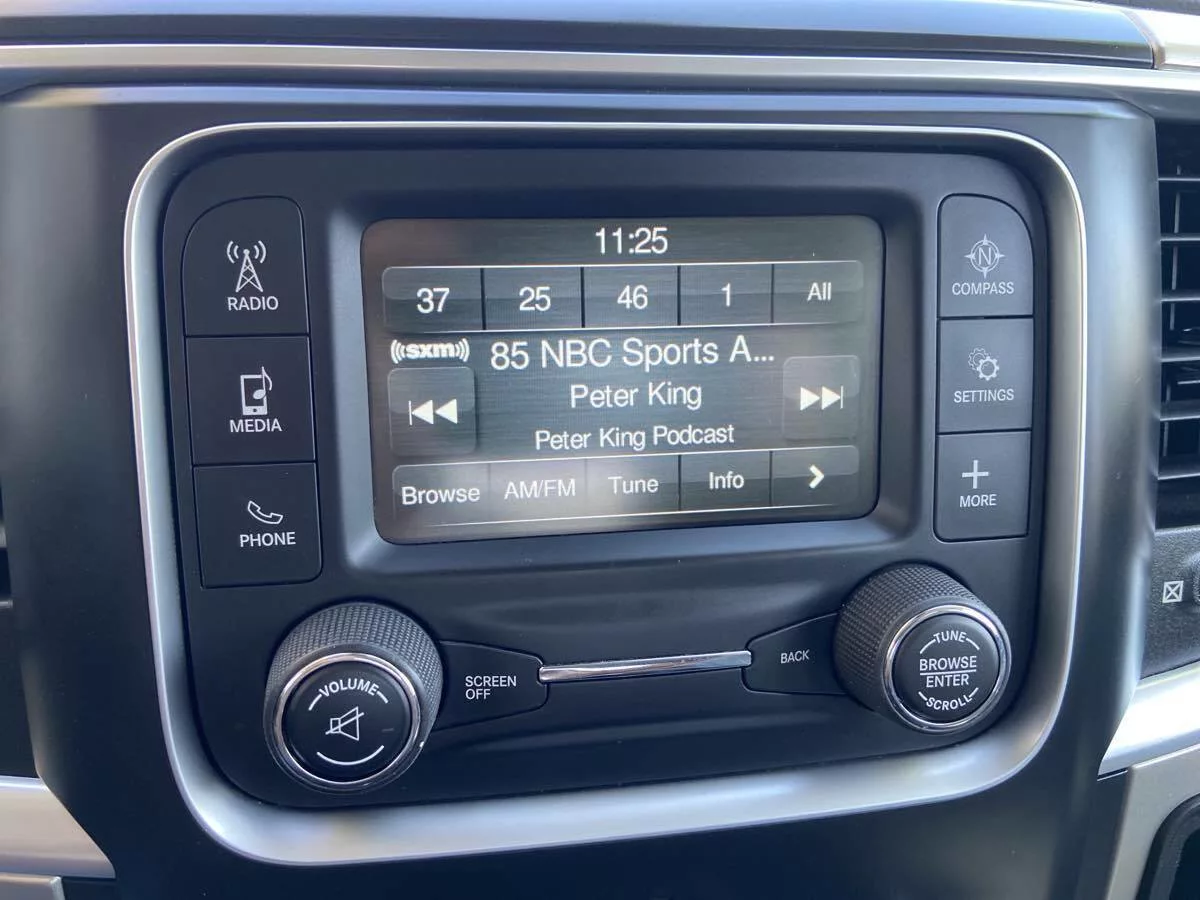 11:25
37 25 46 1 All
sxm 85 NBC Sports A...
Peter King
Peter King Podcast
Browse AM/FM Tune Info
RADIO
MEDIA
PHONE
N
COMPASS
SETTINGS
MORE
VOLUME
SCREEN
OFF
BACK
TUNE
BROWSE
ENTER
SCROLL